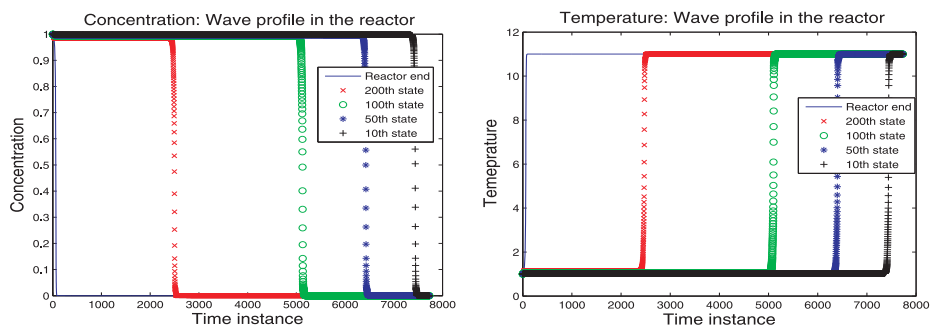 Concentration: Wave profile in the reactor
1
0.9
0.8
0.7
0.6
0.5
0.4
0.3
0.2
0.1
0
Concentration
Reactor end
200th state
100th state
50th state
10th state
0 1000 2000 3000 4000 5000 6000 7000 8000
Time instance
Temperature: Wave profile in the reactor
12
10
8
6
4
2
0
Temeprature
Reactor end
200th state
100th state
50th state
10th state
0 1000 2000 3000 4000 5000 6000 7000 8000
Time instance